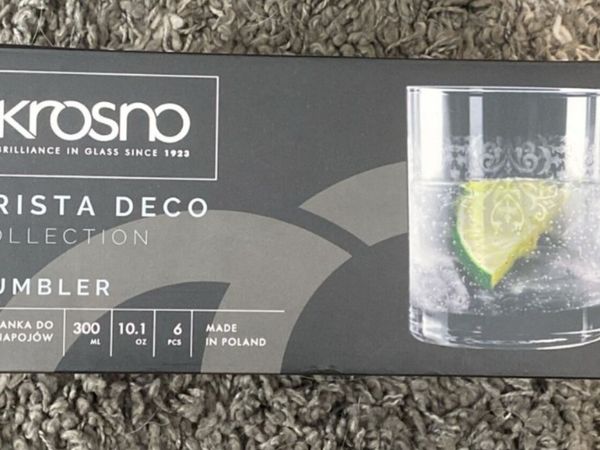 krosno
BRILLIANCE IN GLASS SINCE 1923
RISTA DECO
OLLECTION
UMBLER
ANKA DO
NAPOJÓW
300
ML
10.1
OZ
6
PCS
MADE
IN POLAND